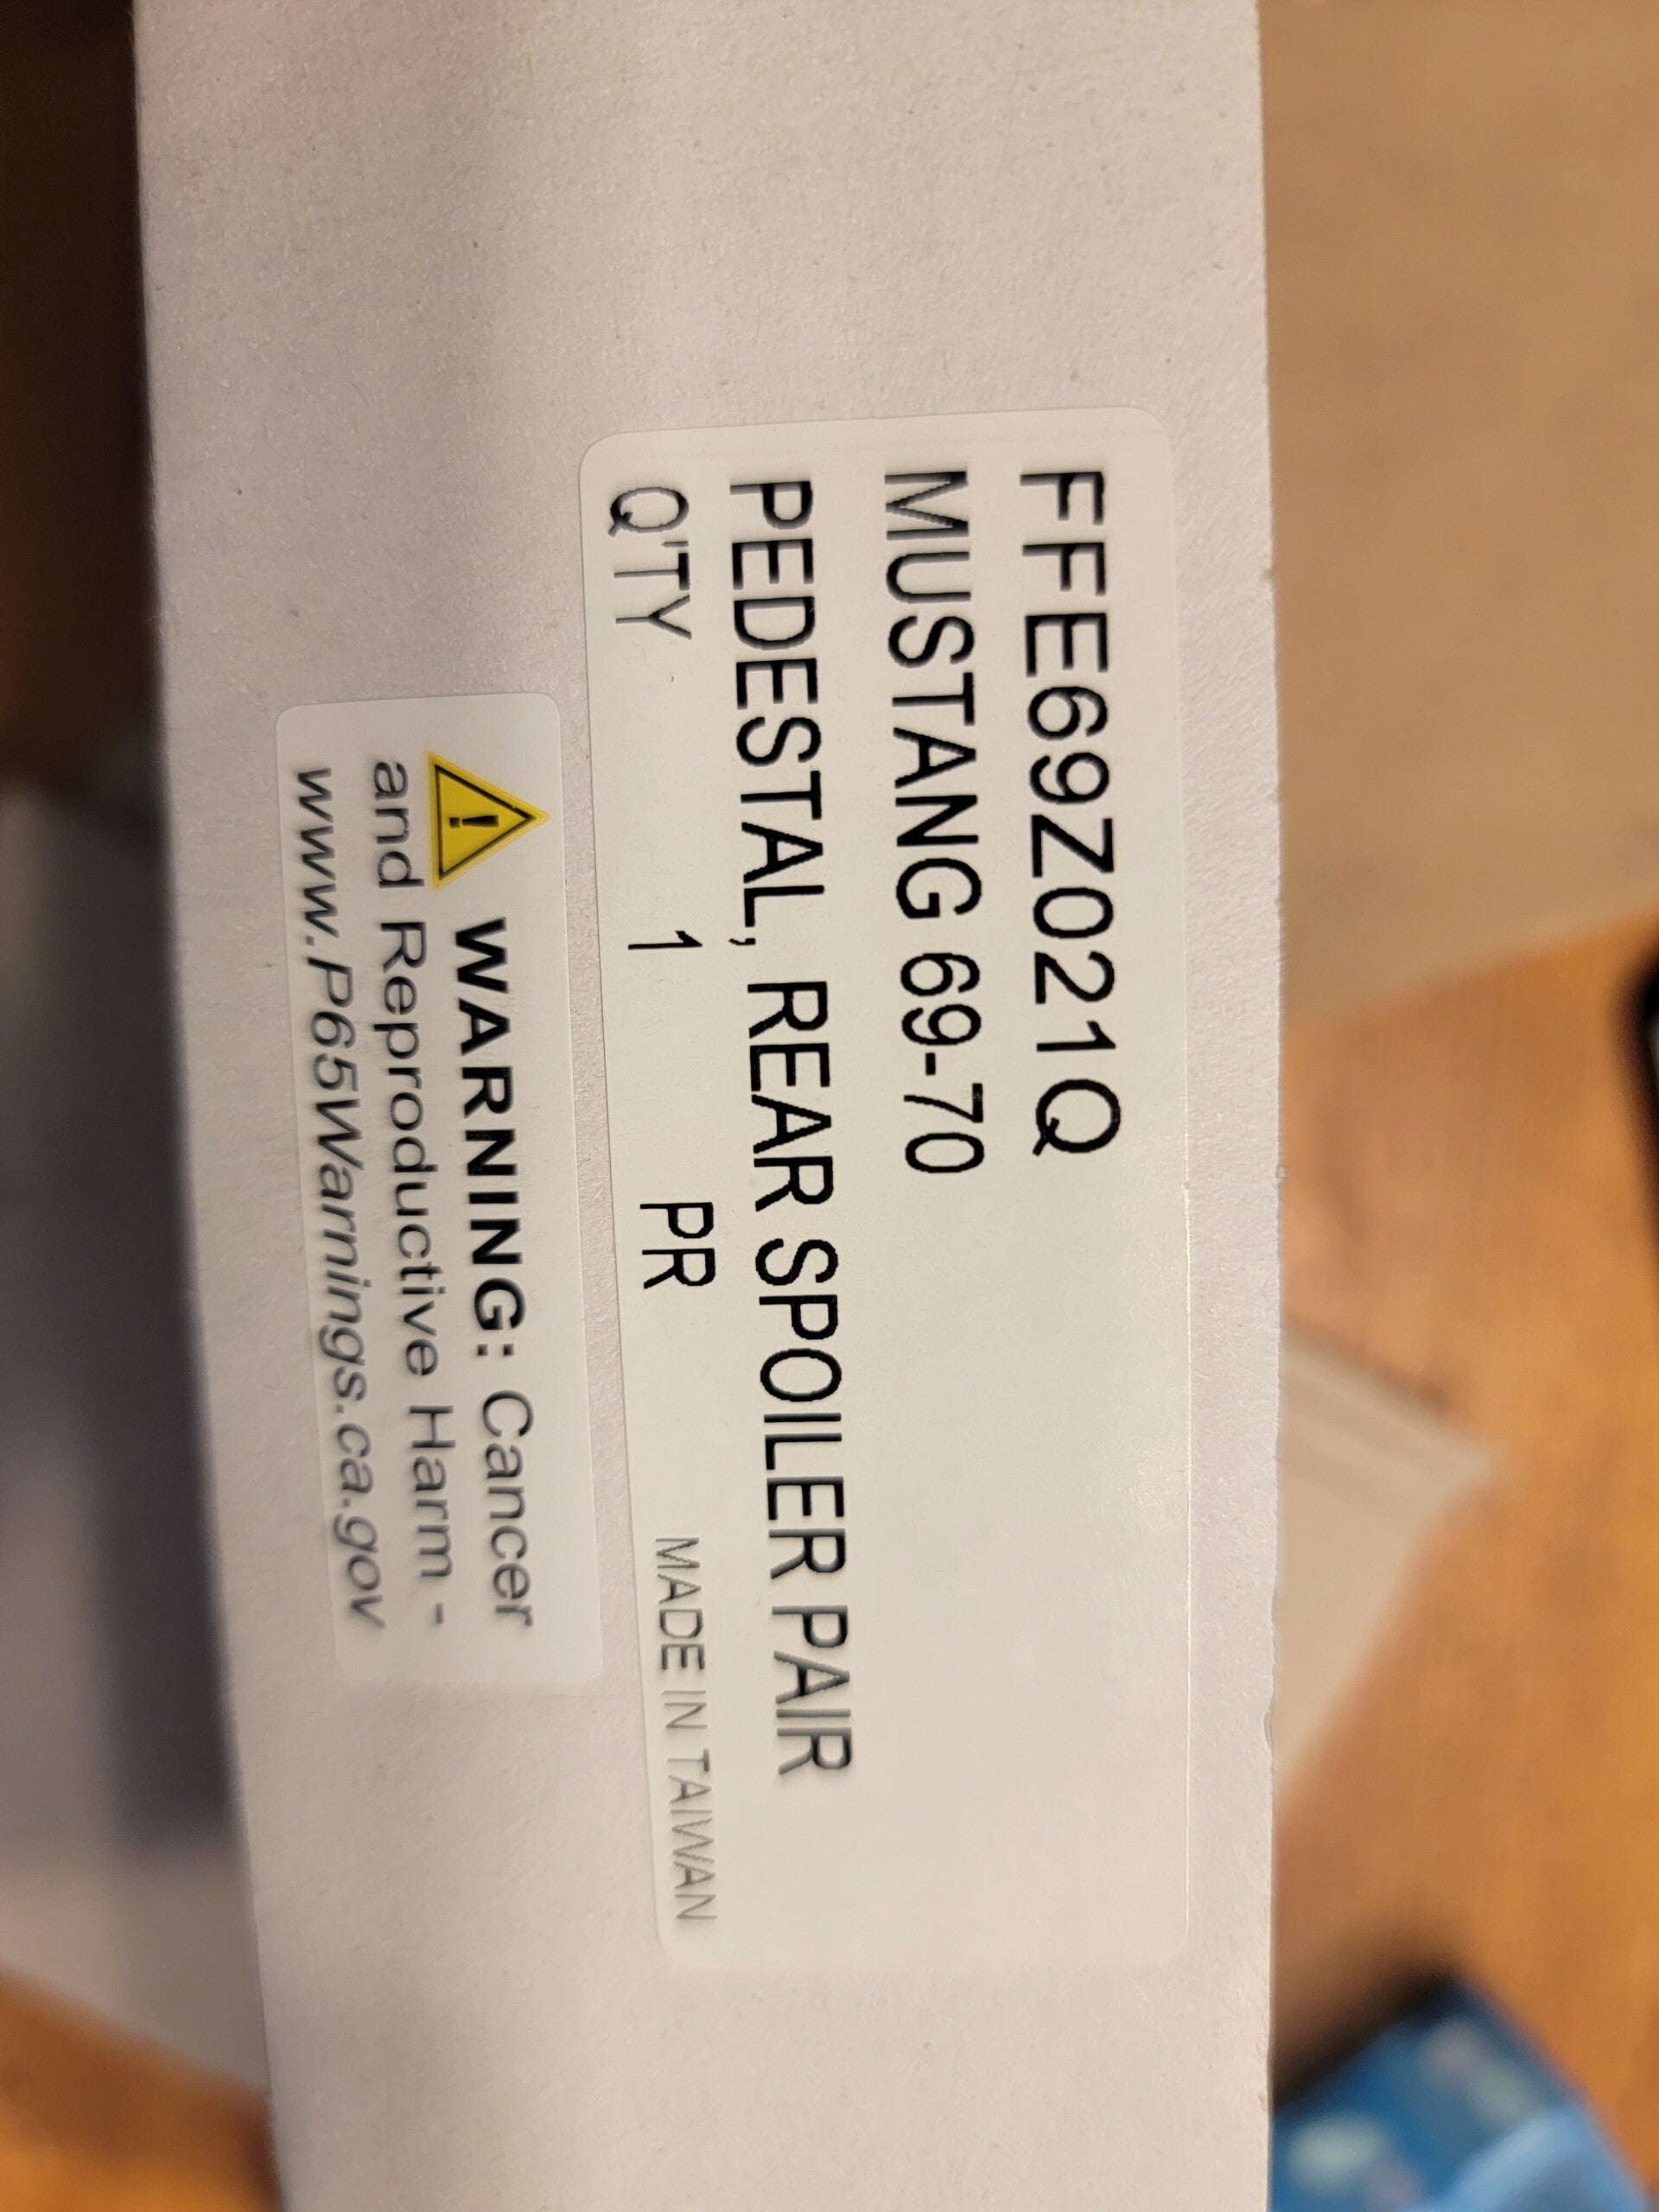 FFE69Z021Q
MUSTANG 69-70
PEDESTAL, REAR SPOILER PAIR
Q'TY 1 PR MADE IN TAIWAN
WARNING: Cancer
and Reproductive Harm -
www.P65Warnings.ca.gov